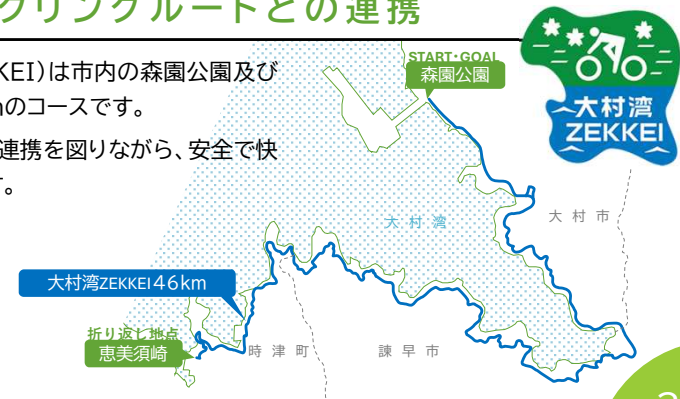 クリングルートとの連携
KEI)は市内の森園公園及び
のコースです。
連携を図りながら、安全で快
す。
START・GOAL
森園公園
大村湾
ZEKKEI
大村湾
大村市
大村湾ZEKKEI46km
折り返し地点
恵美須崎
時津町
諫早市